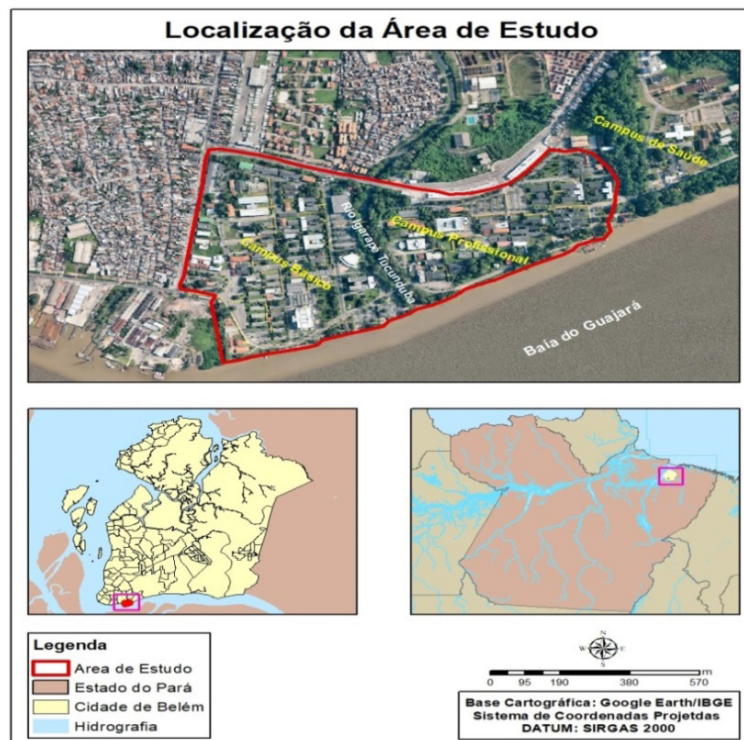 Localização da Área de Estudo
Campus de Saúde
Rio Igarapé Tucunduba
Campus Profissional
Campus Básico
Baía do Guajará
Legenda
Area de Estudo
Estado do Pará
Cidade de Belém
Hidrografia
N
W E
S
m
0 95 190 380 570
Base Cartográfica: Google Earth/IBGE
Sistema de Coordenadas Projetdas
DATUM: SIRGAS 2000